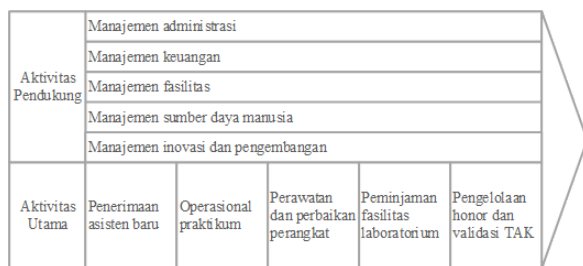 Aktivitas
Pendukung
Manajemen administrasi
Manajemen keuangan
Manajemen fasilitas
Manajemen sumber daya manusia
Manajemen inovasi dan pengembangan
Aktivitas
Utama
Penerimaan
asisten baru
Operasional
praktikum
Perawatan
dan perbaikan
perangkat
Peminjaman
fasilitas
laboratorium
Pengelolaan
honor dan
validasi TAK